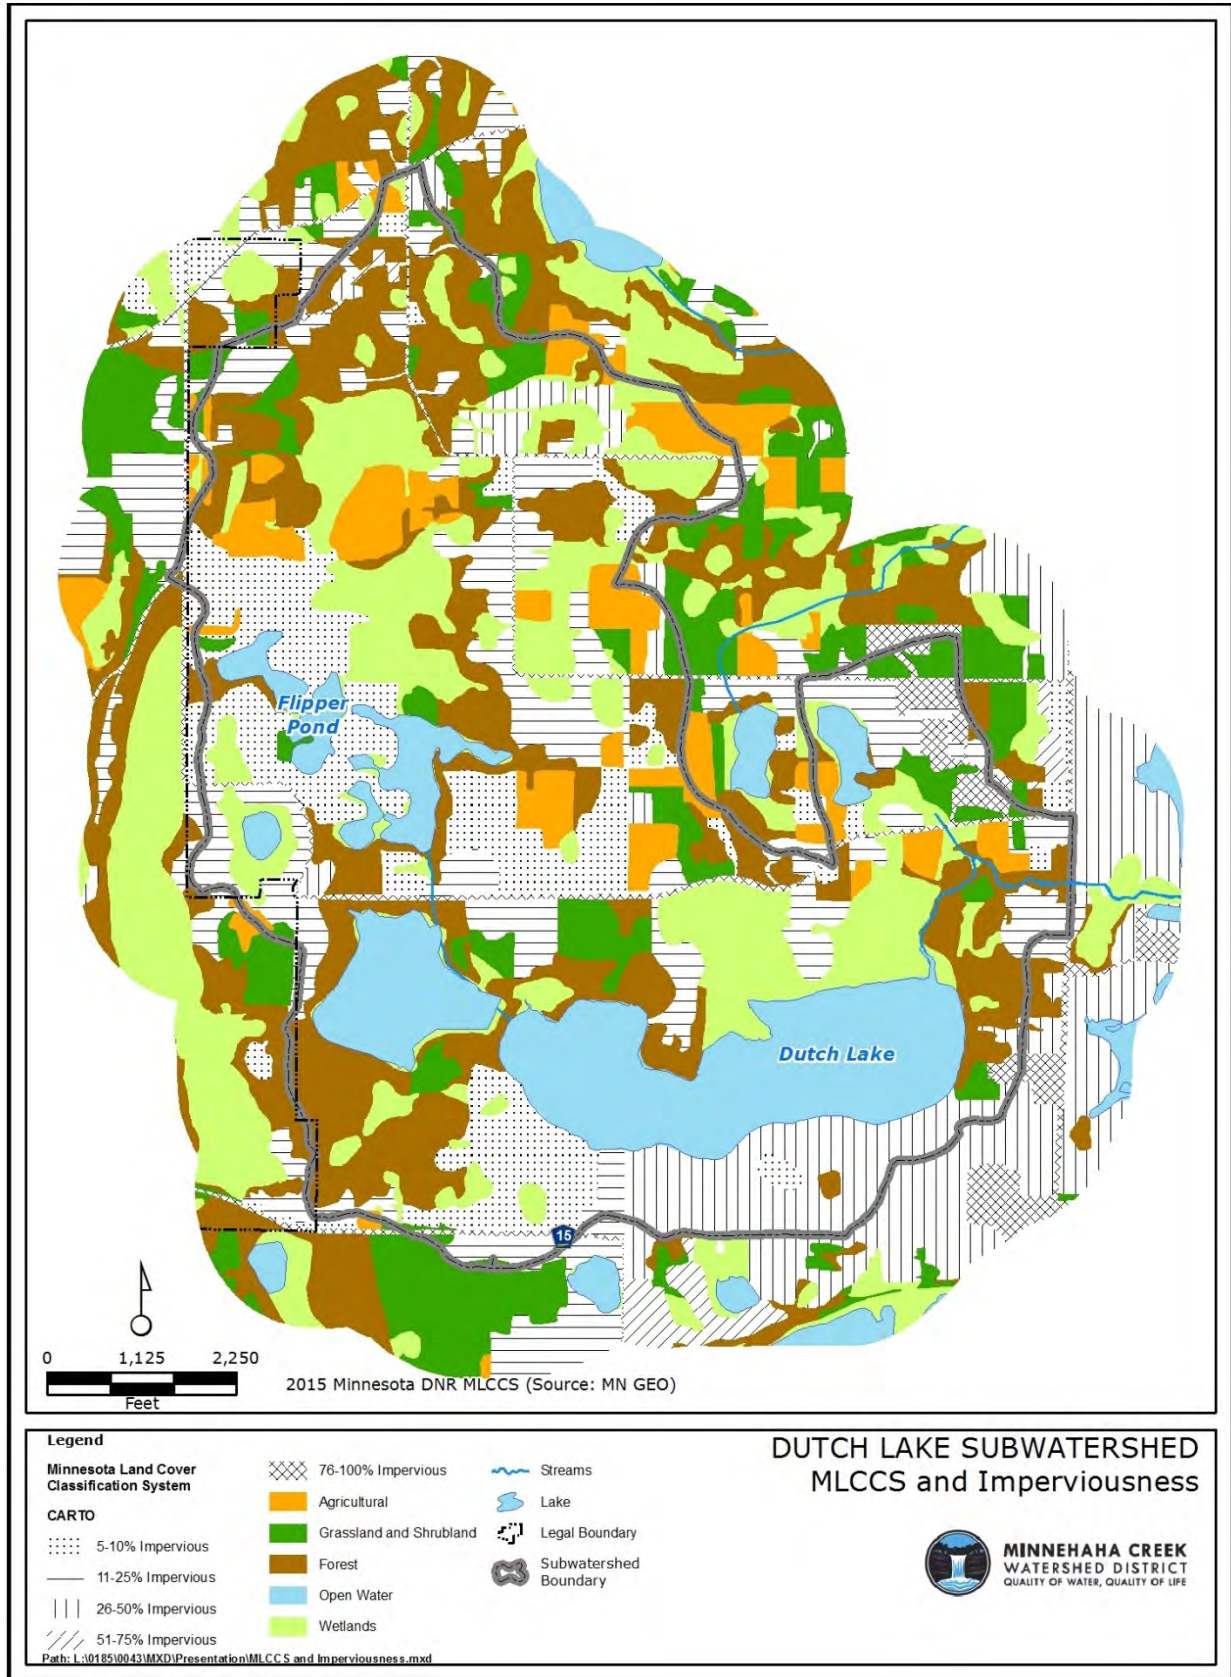 Flipper
Pond
Dutch Lake
15
0 1,125 2,250
Feet
2015 Minnesota DNR MLCCS (Source: MN GEO)
Legend
Minnesota Land Cover
Classification System
CARTO
5-10% Impervious
11-25% Impervious
26-50% Impervious
51-75% Impervious
76-100% Impervious
Agricultural
Grassland and Shrubland
Forest
Open Water
Wetlands
Streams
Lake
Legal Boundary
Subwatershed
Boundary
DUTCH LAKE SUBWATERSHED
MLCCS and Imperviousness
MINNEHAHA CREEK
WATERSHED DISTRICT
QUALITY OF WATER, QUALITY OF LIFE
Path: L:\0185\0043\MXD\Presentation\MLCCS and Imperviousness.mxd